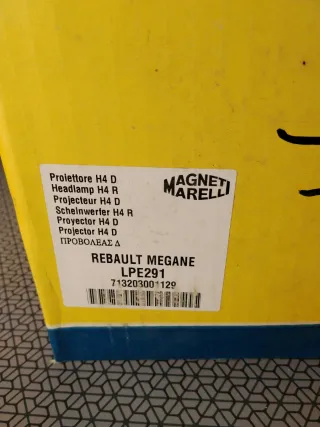 Proiettore H4 D
Headlamp H4 R
Projecteur H4 D
Scheinwerfer H4 R
Proyector H4 D
Projector H4 D
ΠΡΟΒΟΛΕΑΣ Δ
MAGNETI
MARELLI
REBAULT MEGANE
LPE291
713203001129